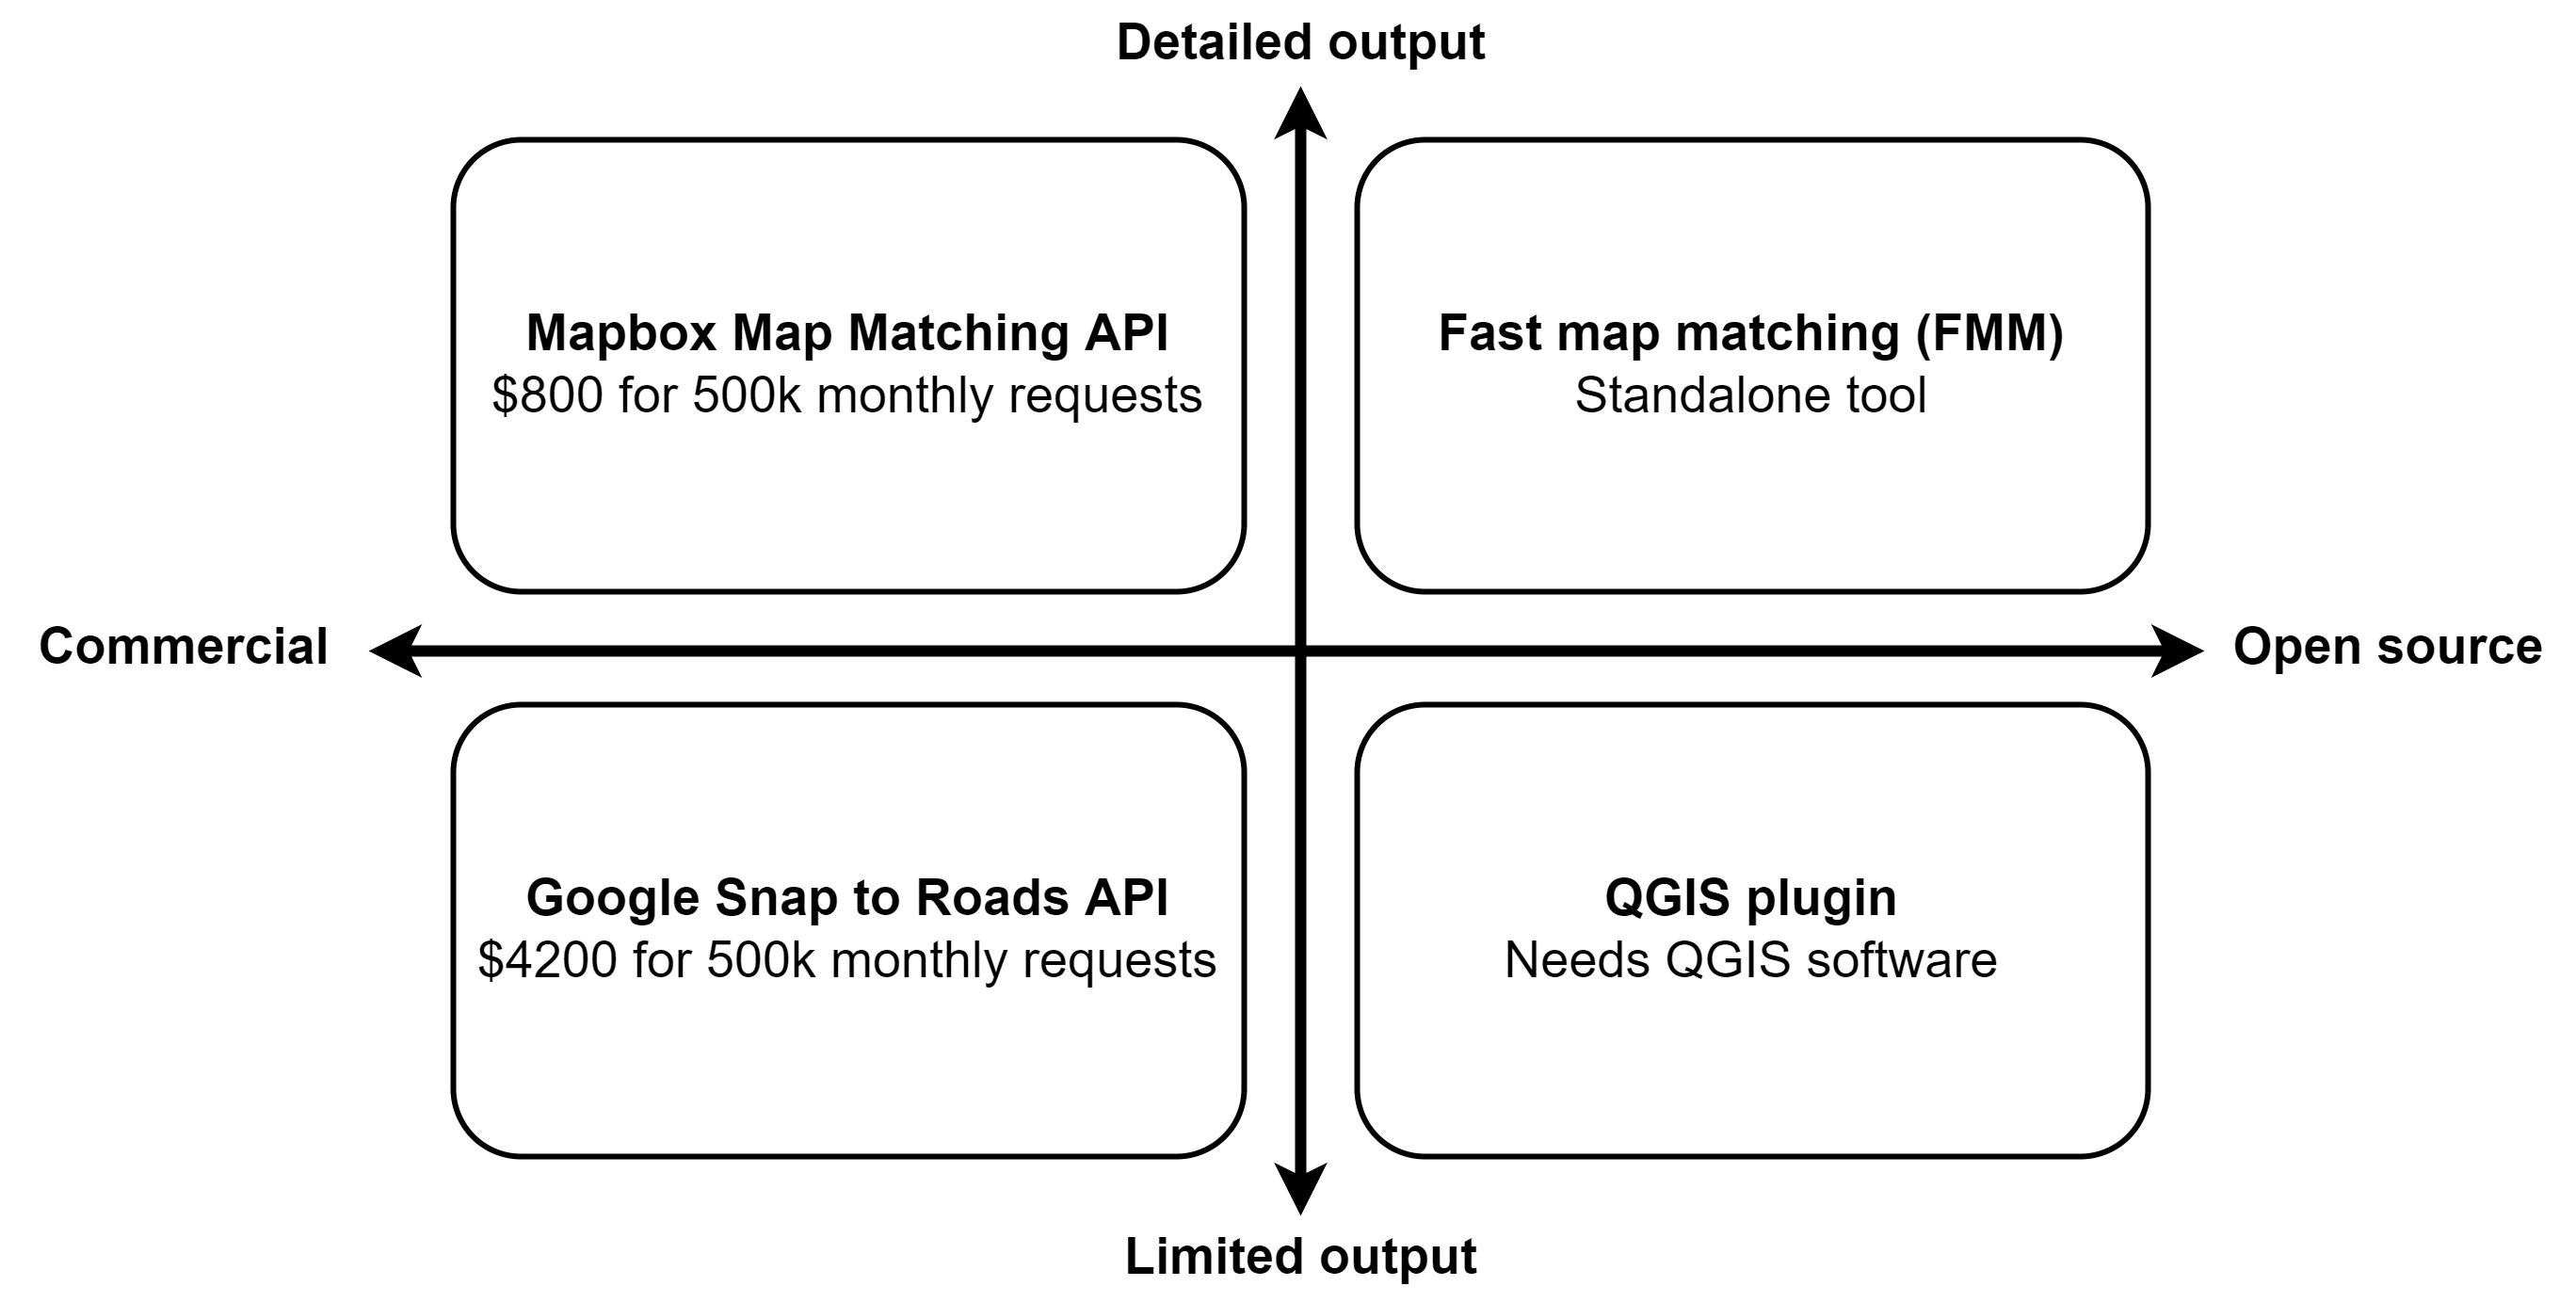 Detailed output
Mapbox Map Matching API
$800 for 500k monthly requests
Fast map matching (FMM)
Standalone tool
Commercial
Open source
Google Snap to Roads API
$4200 for 500k monthly requests
QGIS plugin
Needs QGIS software
Limited output